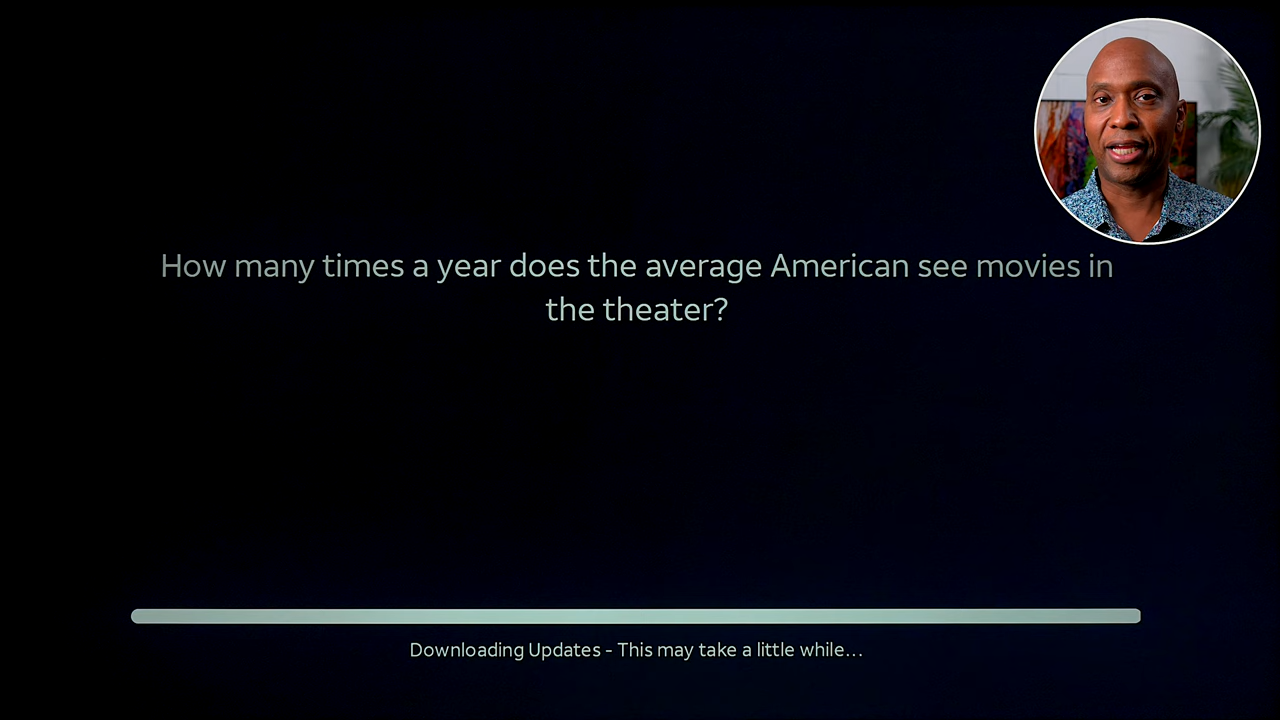 How many times a year does the average American see movies in
the theater?
Downloading Updates - This may take a little while...